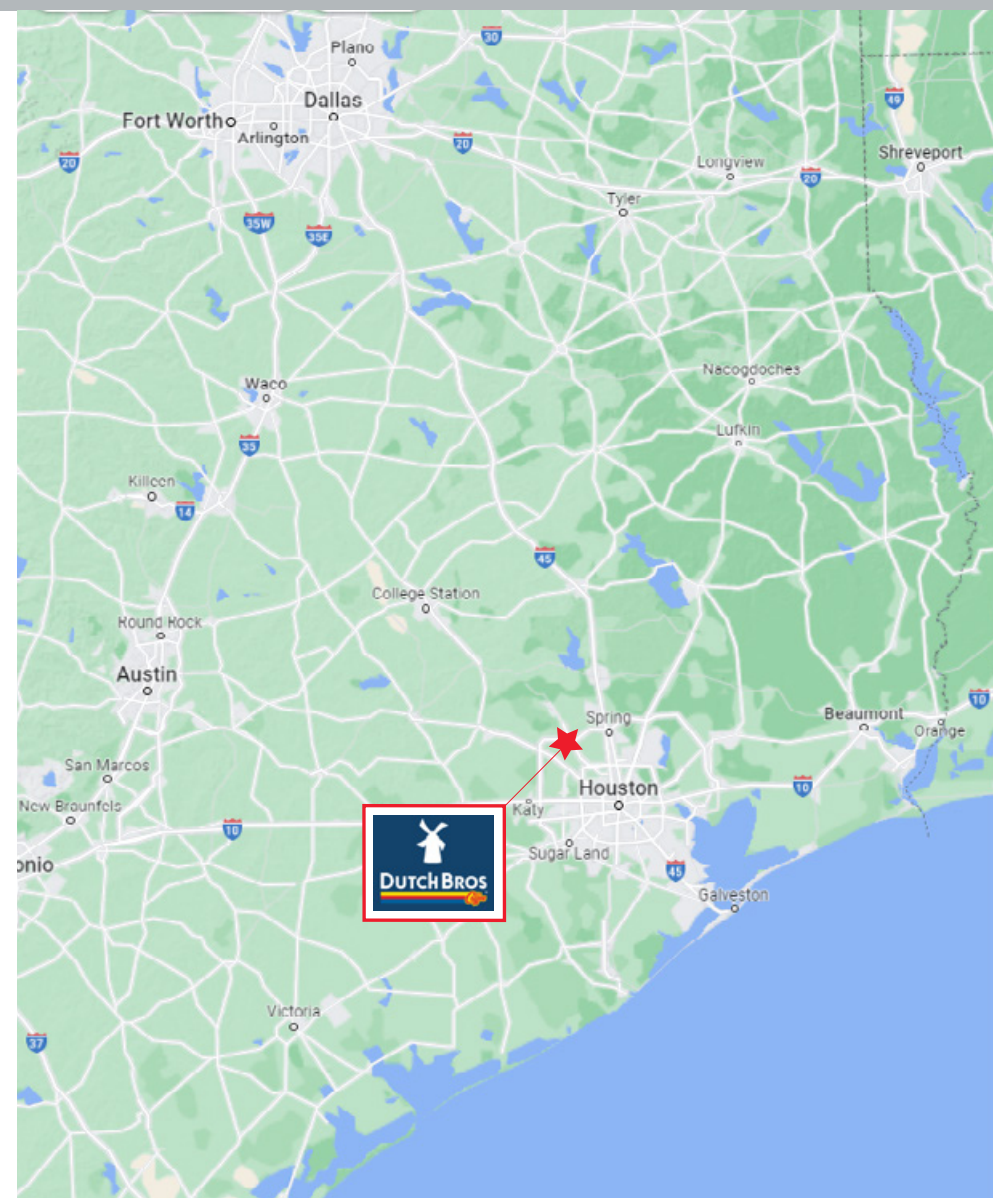 30
Plano
Dallas
Fort Worth
Arlington
49
20
20
Longview
20
Shreveport
Tyler
35W
35E
Nacogdoches
Waco
Lufkin
35
Killeen
14
45
College Station
Round Rock
Austin
Spring
10
Beaumont
Orange
San Marcos
Houston
10
New Braunfels
Katy
10
Sugar Land
onio
45
DUTCH BROS
Galveston
Victoria
37